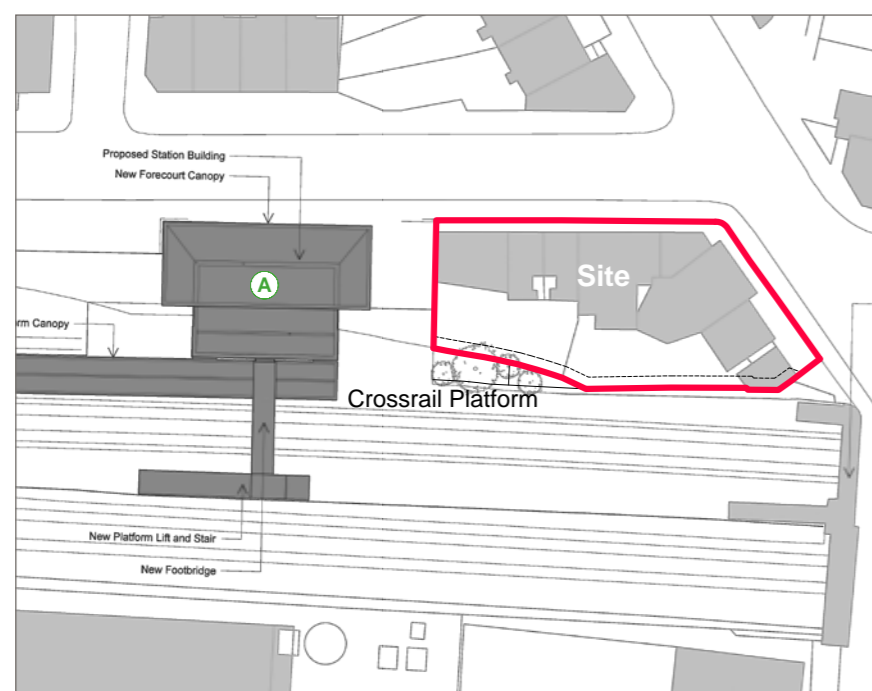 Proposed Station Building
New Forecourt Canopy
A
Site
rm Canopy
Crossrail Platform
New Platform Lift and Stair
New Footbridge